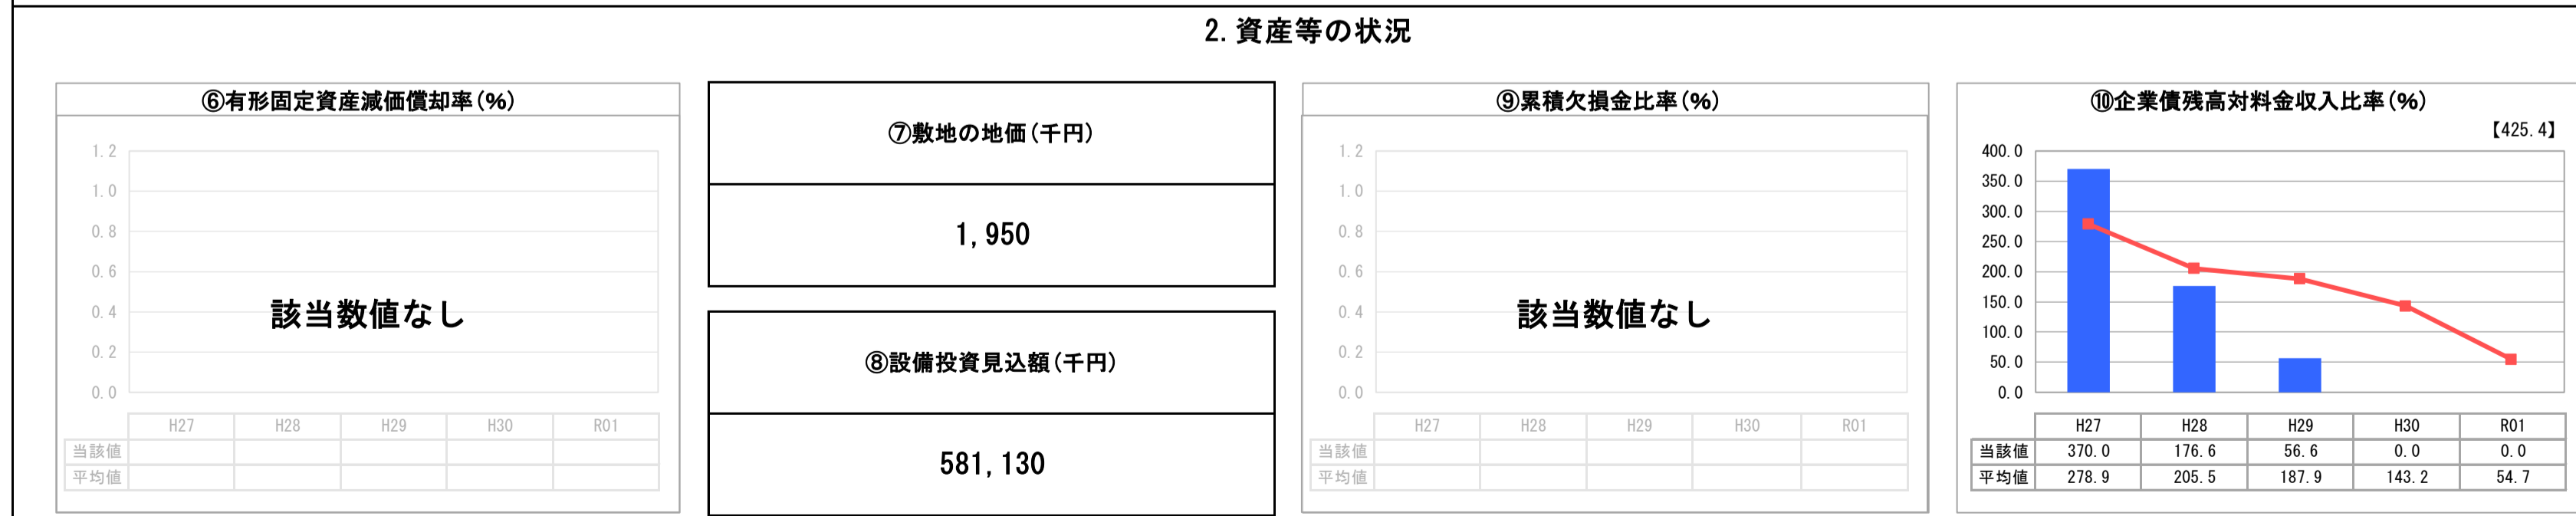 2.資産等の状況
⑥有形固定資産減価償却率(%)
1.2
1.0
0.8
0.6
0.4
0.2
0.0
該当数値なし
H27 H28 H29 H30 R01
当該値
平均値
⑦敷地の地価(千円)
1,950
⑧設備投資見込額(千円)
581,130
⑨累積欠損金比率(%)
1.2
1.0
0.8
0.6
0.4
0.2
0.0
該当数値なし
H27 H28 H29 H30 R01
当該値
平均値
⑩企業債残高対料金収入比率(%)
【425.4】
400.0
350.0
300.0
250.0
200.0
150.0
100.0
50.0
0.0
H27 H28 H29 H30 R01
当該値 370.0 176.6 56.6 0.0 0.0
平均値 278.9 205.5 187.9 143.2 54.7